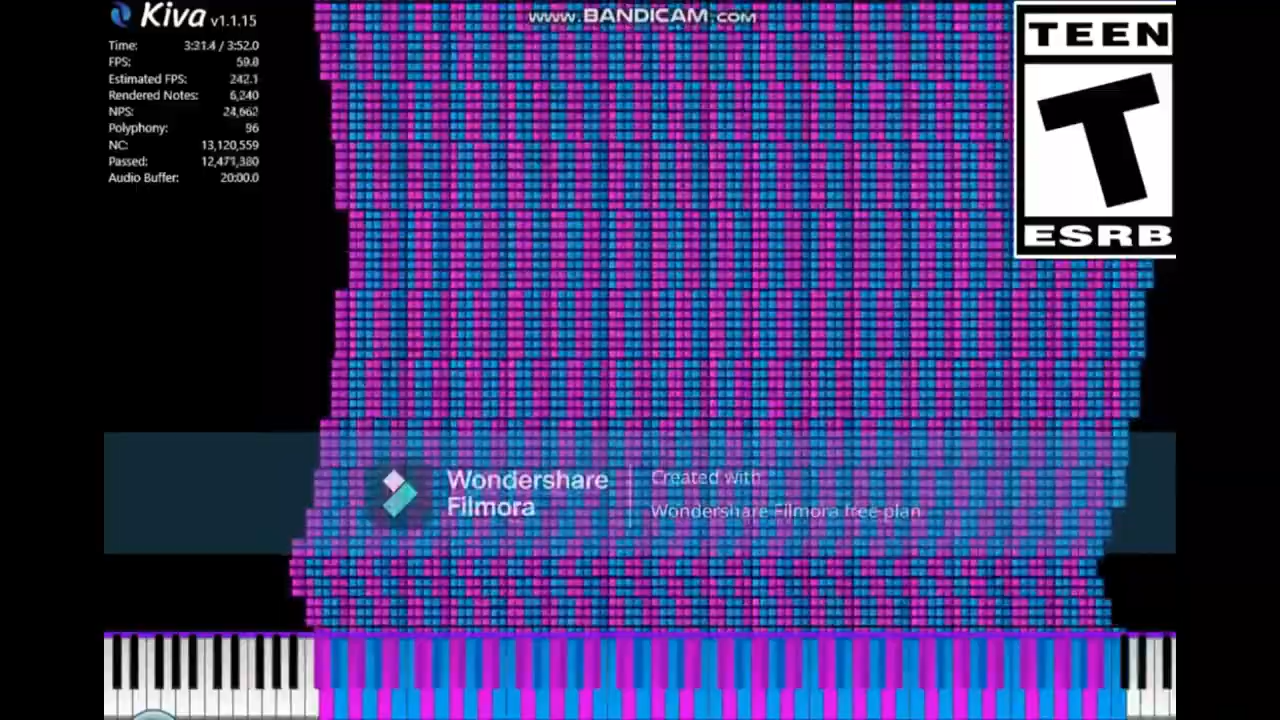 Kiva v1.1.15
www.BANDICAM.com
Time: 3:31.4 / 3:52.0
FPS: 59.0
Estimated FPS: 242.1
Rendered Notes: 6,240
NPS: 24,662
Polyphony: 96
NC: 13,120,559
Passed: 12,471,380
Audio Buffer: 20:00.0
TEEN
T
ESRB
Wondershare
Filmora
Created with
Wondershare Filmora free plan